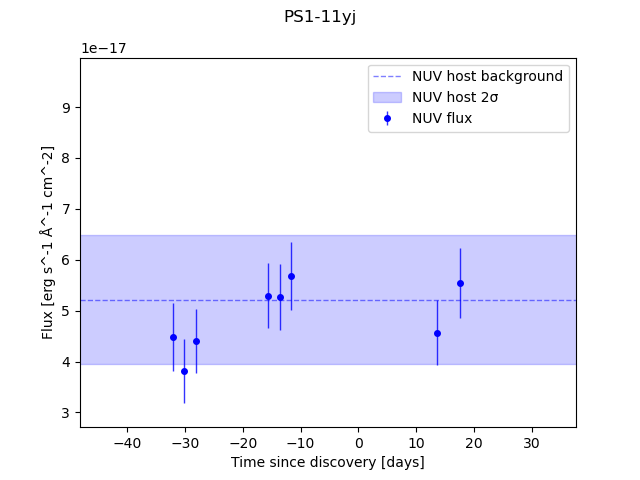 PS1-11yj
1e−17
NUV host background
NUV host 2σ
NUV flux
9
8
7
6
5
4
3
Flux [erg s^-1 Å^-1 cm^-2]
−40 −30 −20 −10 0 10 20 30
Time since discovery [days]